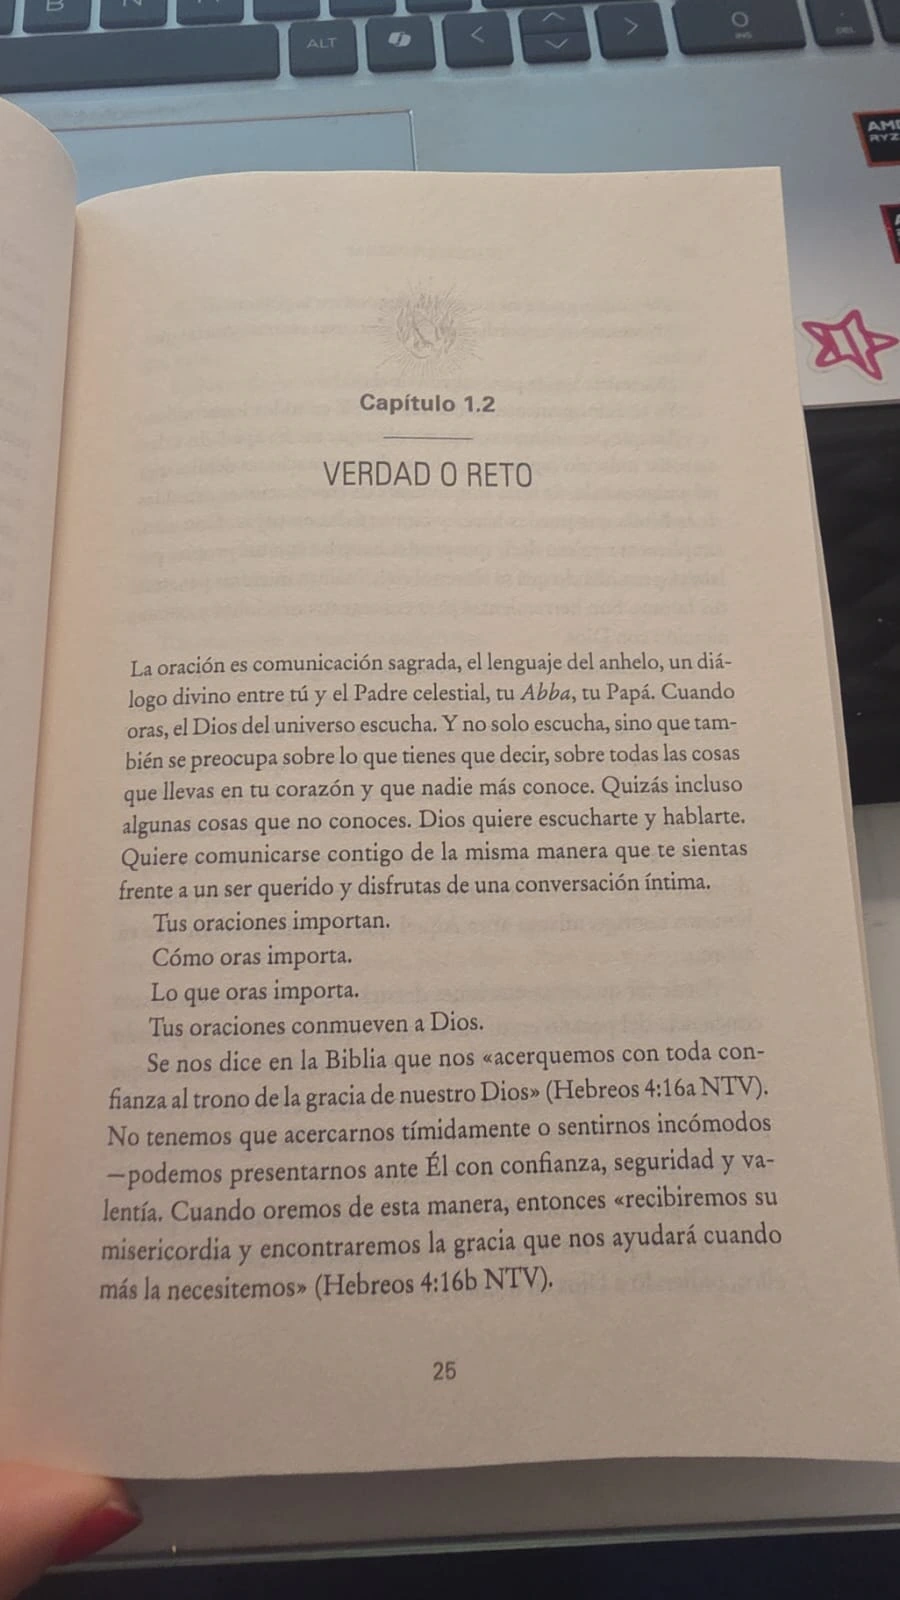 B
N
ALT
<
>
INS
DEL
AMD
RYZ
Capítulo 1.2
VERDAD O RETO
La oración es comunicación sagrada, el lenguaje del anhelo, un diá-
logo divino entre tú y el Padre celestial, tu Abba, tu Papá. Cuando
oras, el Dios del universo escucha. Y no solo escucha, sino que tam-
bién se preocupa sobre lo que tienes que decir, sobre todas las cosas
que llevas en tu corazón y que nadie más conoce. Quizás incluso
algunas cosas que no conoces. Dios quiere escucharte y hablarte.
Quiere comunicarse contigo de la misma manera que te sientas
frente a un ser querido y disfrutas de una conversación íntima.
Tus oraciones importan.
Cómo oras importa.
Lo que oras importa.
Tus oraciones conmueven a Dios.
Se nos dice en la Biblia que nos «acerquemos con toda con-
fianza al trono de la gracia de nuestro Dios» (Hebreos 4:16a NTV).
No tenemos que acercarnos tímidamente o sentirnos incómodos
—podemos presentarnos ante Él con confianza, seguridad y va-
lentía. Cuando oremos de esta manera, entonces «recibiremos su
misericordia y encontraremos la gracia que nos ayudará cuando
más la necesitemos» (Hebreos 4:16b NTV).
25